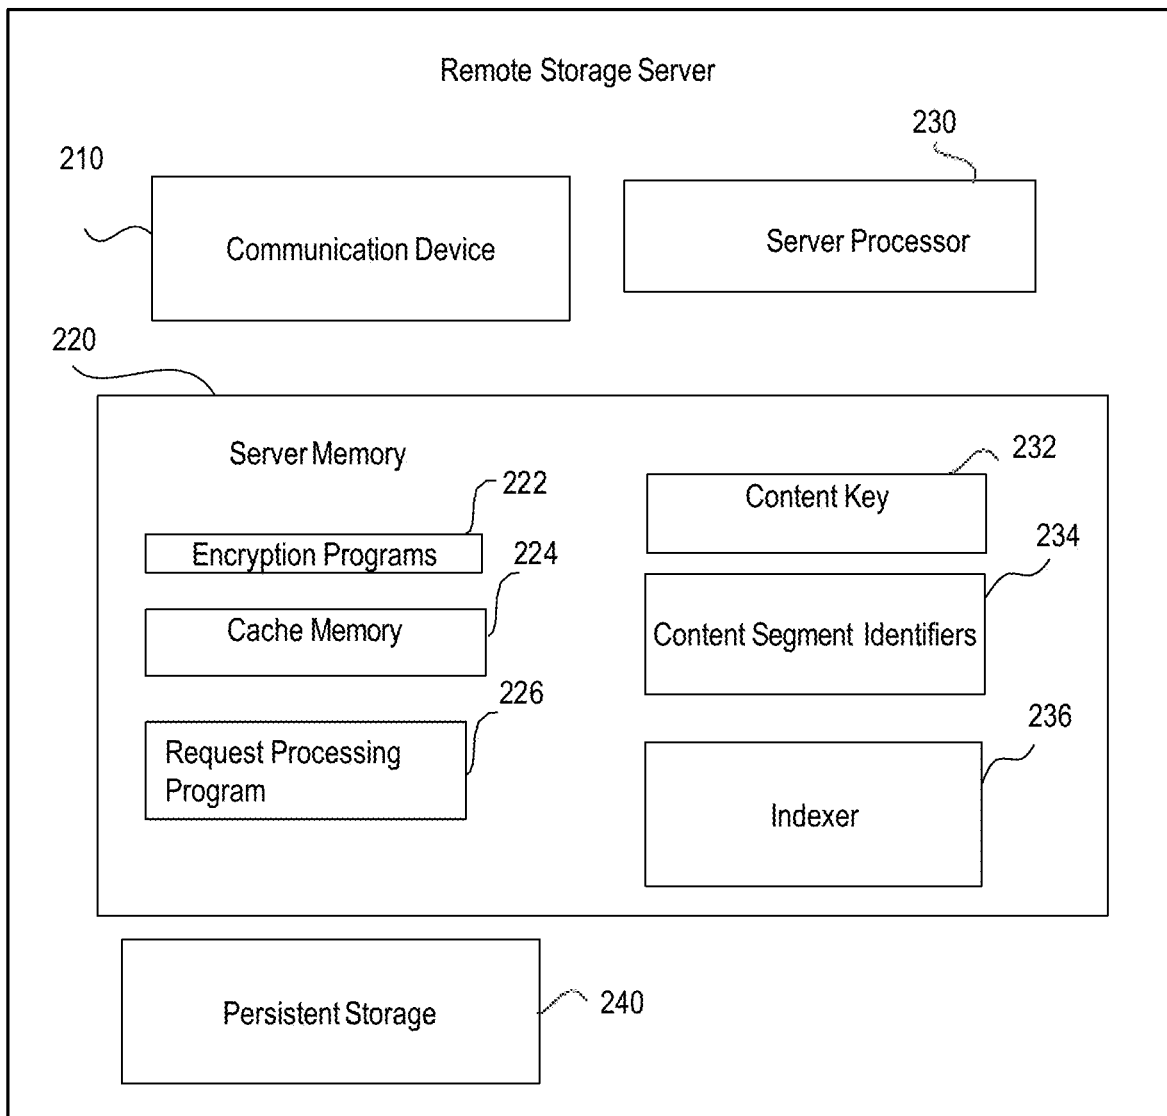 Remote Storage Server
210
Communication Device
230
Server Processor
220
Server Memory
222
Encryption Programs
224
Cache Memory
226
Request Processing
Program
232
Content Key
234
Content Segment Identifiers
236
Indexer
Persistent Storage
240